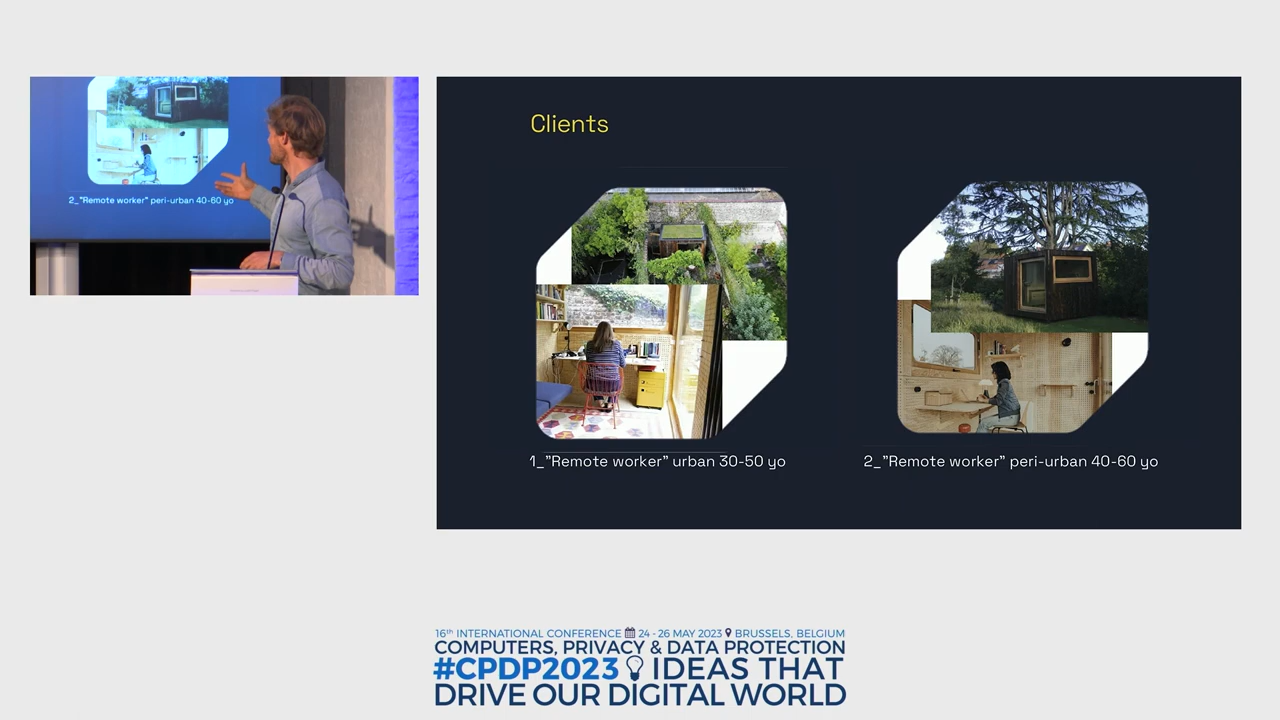 2_"Remote worker" peri-urban 40-60 yo
Clients
1_"Remote worker" urban 30-50 yo
2_"Remote worker" peri-urban 40-60 yo
16th INTERNATIONAL CONFERENCE 24 - 26 MAY 2023 BRUSSELS, BELGIUM
COMPUTERS, PRIVACY & DATA PROTECTION
#CPDP2023 IDEAS THAT
DRIVE OUR DIGITAL WORLD